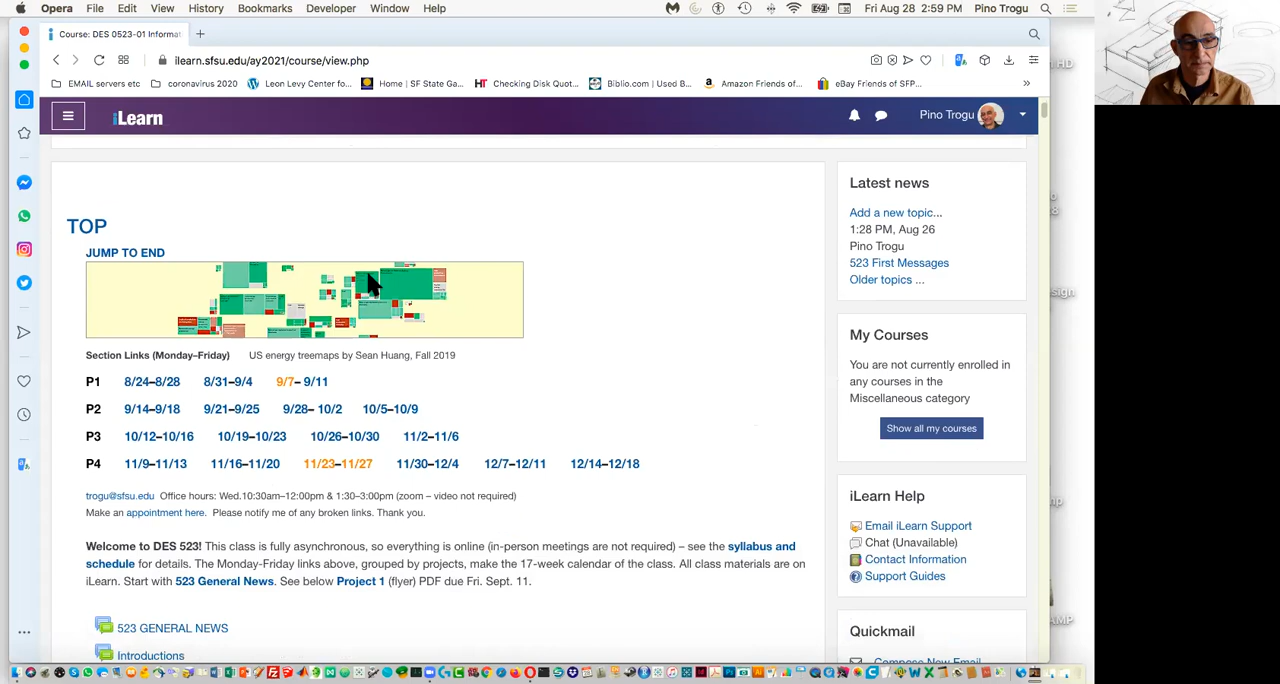 Opera File Edit View History Bookmarks Developer Window Help
Fri Aug 28 2:59 PM Pino Trogu
Course: DES 0523-01 Informat
ilearn.sfsu.edu/ay2021/course/view.php
EMAIL servers etc coronavirus 2020 Leon Levy Center fo... Home | SF State Ga... Checking Disk Quot... Biblio.com | Used B... Amazon Friends of... eBay Friends of SFP...
iLearn
Pino Trogu
TOP
JUMP TO END
Section Links (Monday–Friday) US energy treemaps by Sean Huang, Fall 2019
P1 8/24–8/28 8/31–9/4 9/7– 9/11
P2 9/14–9/18 9/21–9/25 9/28– 10/2 10/5–10/9
P3 10/12–10/16 10/19–10/23 10/26–10/30 11/2–11/6
P4 11/9–11/13 11/16–11/20 11/23–11/27 11/30–12/4 12/7–12/11 12/14–12/18
trogu@sfsu.edu Office hours: Wed.10:30am–12:00pm & 1:30–3:00pm (zoom – video not required)
Make an appointment here. Please notify me of any broken links. Thank you.
Welcome to DES 523! This class is fully asynchronous, so everything is online (in-person meetings are not required) – see the syllabus and
schedule for details. The Monday-Friday links above, grouped by projects, make the 17-week calendar of the class. All class materials are on
iLearn. Start with 523 General News. See below Project 1 (flyer) PDF due Fri. Sept. 11.
523 GENERAL NEWS
Introductions
Latest news
Add a new topic...
1:28 PM, Aug 26
Pino Trogu
523 First Messages
Older topics ...
My Courses
You are not currently enrolled in
any courses in the
Miscellaneous category
Show all my courses
iLearn Help
Email iLearn Support
Chat (Unavailable)
Contact Information
Support Guides
Quickmail
Compose New Email